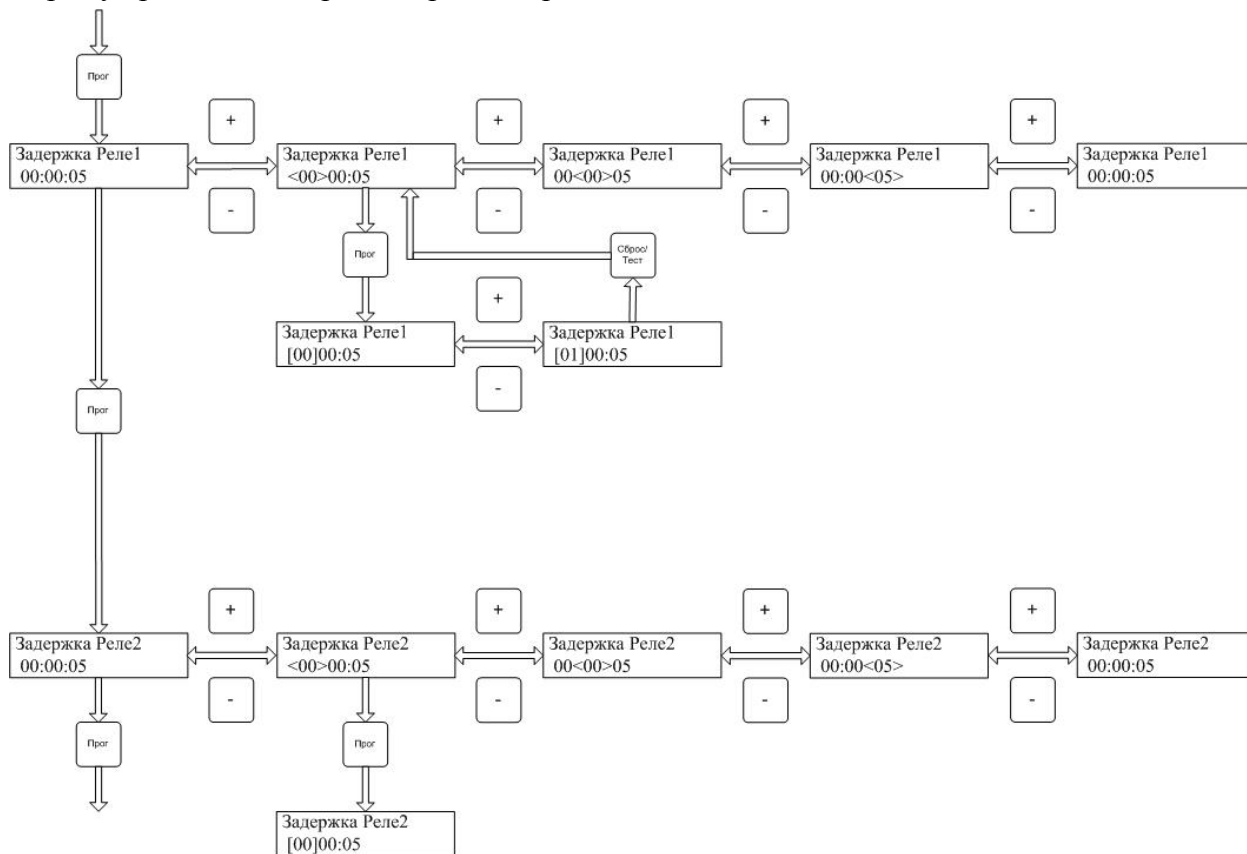 Прог
+
+
+
+
Задержка Реле1
00:00:05
Задержка Реле1
<00>00:05
Задержка Реле1
00<00>05
Задержка Реле1
00:00<05>
Задержка Реле1
00:00:05
-
-
-
-
Прог
Сброс/
Тест
+
Задержка Реле1
[00]00:05
Задержка Реле1
[01]00:05
-
Прог
+
+
+
+
Задержка Реле2
00:00:05
Задержка Реле2
<00>00:05
Задержка Реле2
00<00>05
Задержка Реле2
00:00<05>
Задержка Реле2
00:00:05
-
-
-
-
Прог
Прог
Задержка Реле2
[00]00:05